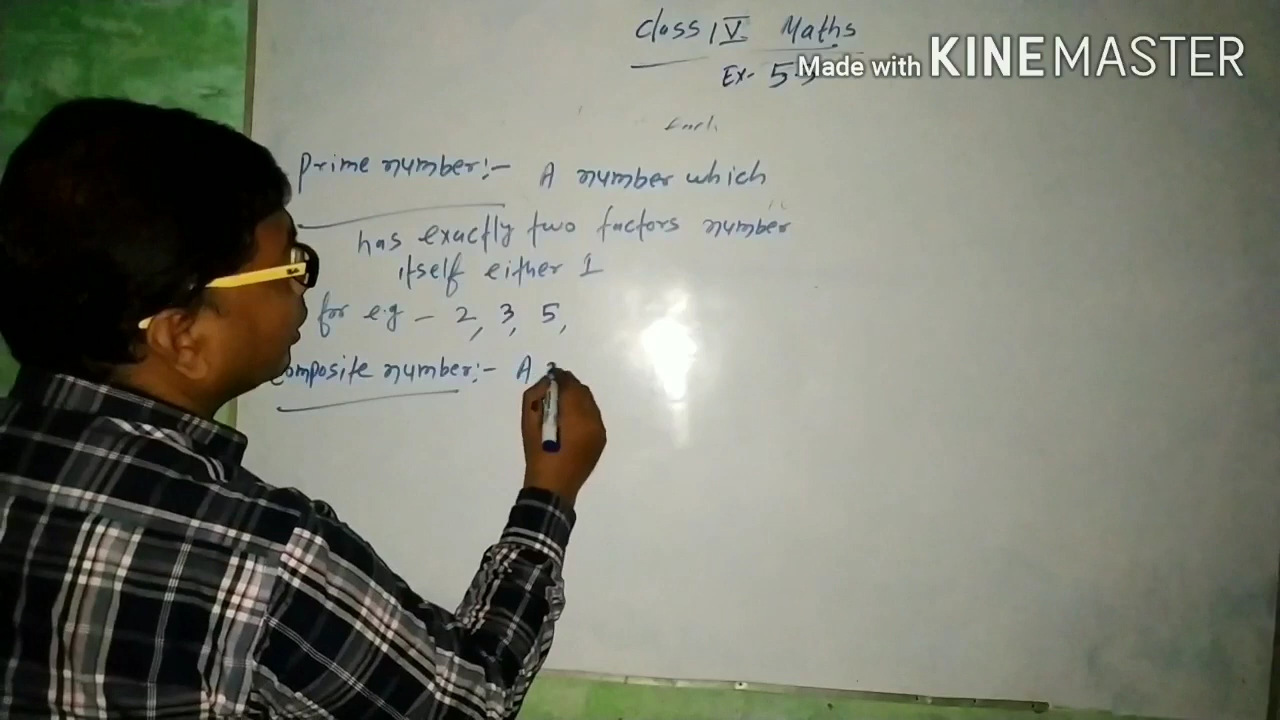 Class IV Maths
Made with KINEMASTER
Ex- 5
Prime number:- A number which
has exactly two factors number
itself either 1
for e.g - 2, 3, 5,
Composite number:- A